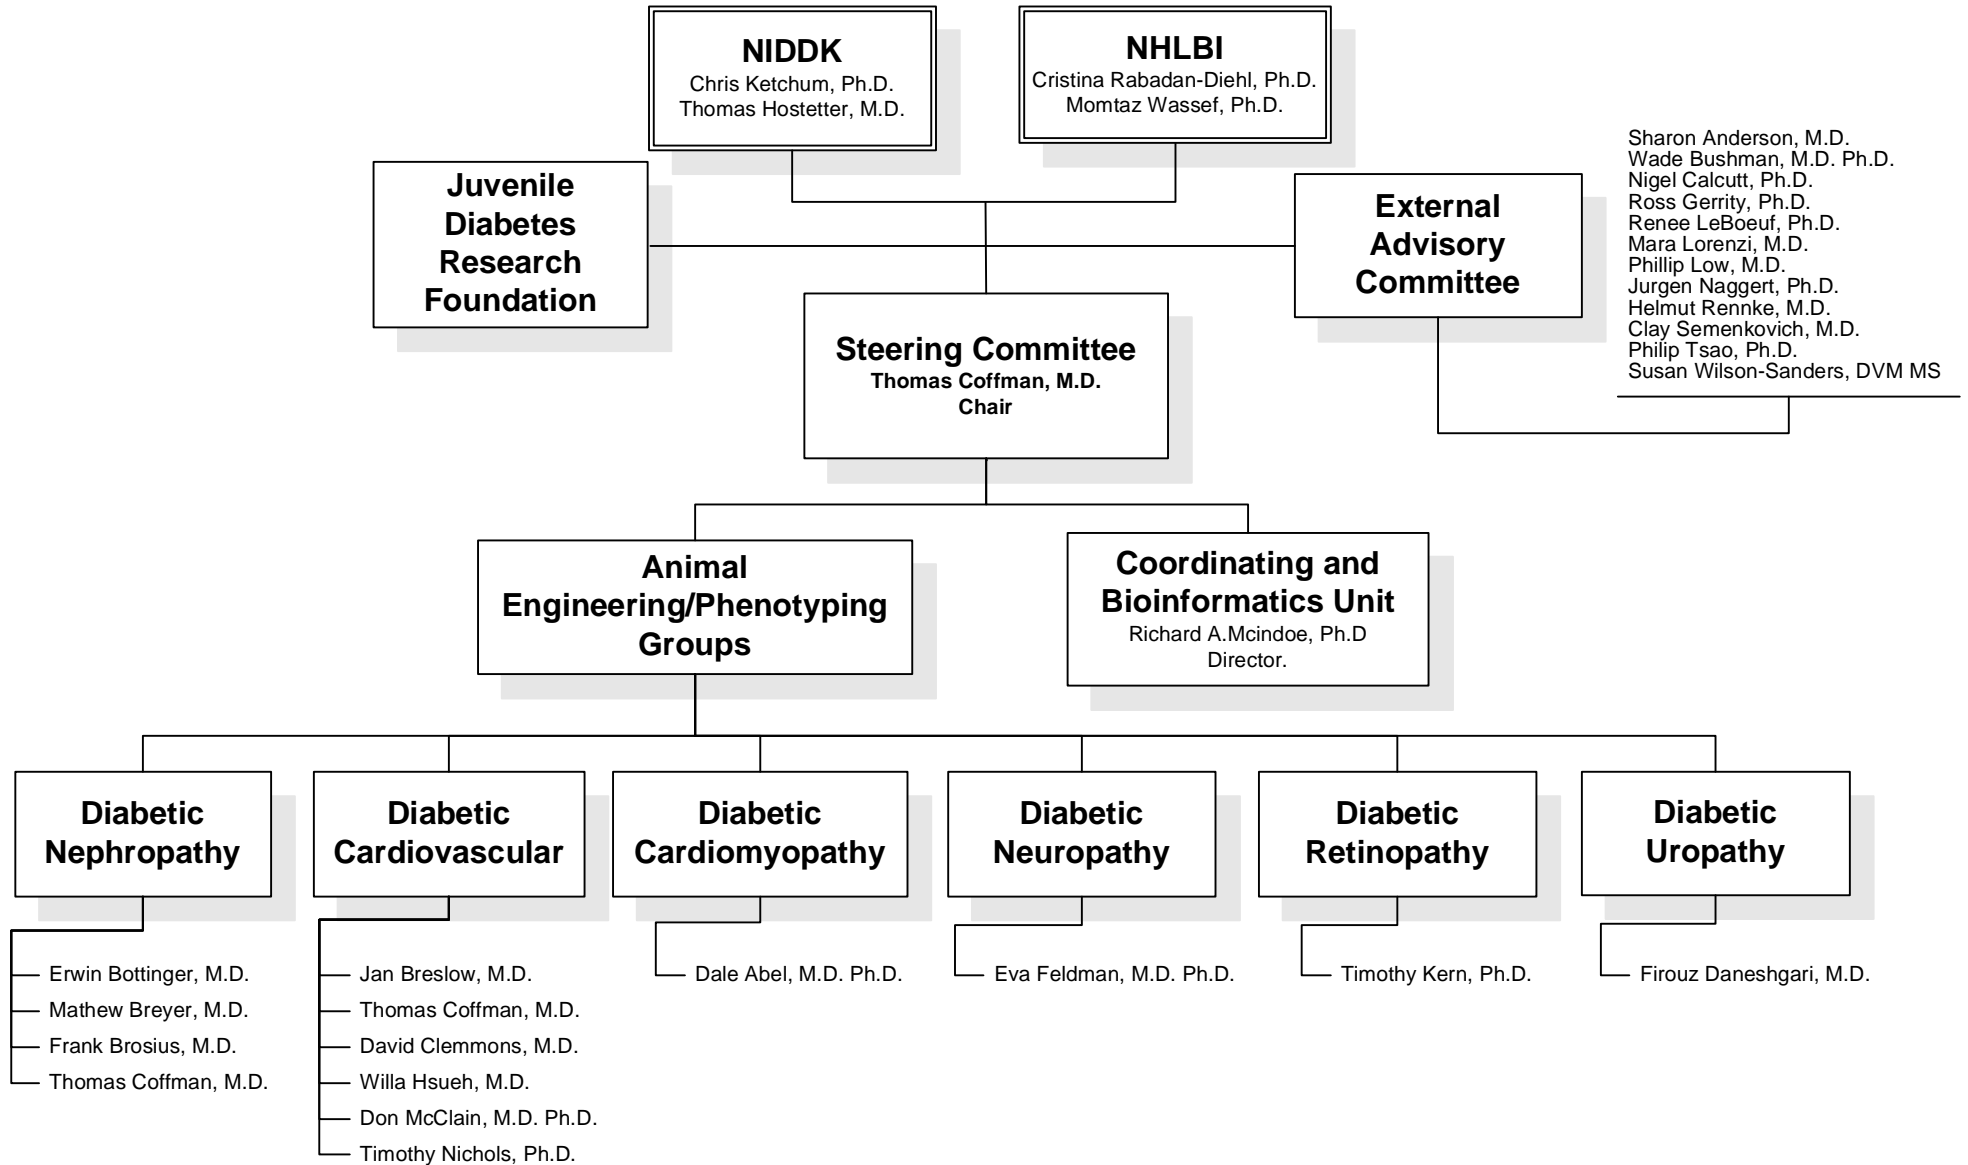 NIDDK
Chris Ketchum, Ph.D.
Thomas Hostetter, M.D.
NHLBI
Cristina Rabadan-Diehl, Ph.D.
Momtaz Wassef, Ph.D.
Juvenile
Diabetes
Research
Foundation
External
Advisory
Committee
Sharon Anderson, M.D.
Wade Bushman, M.D. Ph.D.
Nigel Calcutt, Ph.D.
Ross Gerrity, Ph.D.
Renee LeBoeuf, Ph.D.
Mara Lorenzi, M.D.
Phillip Low, M.D.
Jurgen Naggert, Ph.D.
Helmut Rennke, M.D.
Clay Semenkovich, M.D.
Philip Tsao, Ph.D.
Susan Wilson-Sanders, DVM MS
Steering Committee
Thomas Coffman, M.D.
Chair
Animal
Engineering/Phenotyping
Groups
Coordinating and
Bioinformatics Unit
Richard A.Mcindoe, Ph.D
Director.
Diabetic
Nephropathy
Erwin Bottinger, M.D.
Mathew Breyer, M.D.
Frank Brosius, M.D.
Thomas Coffman, M.D.
Diabetic
Cardiovascular
Jan Breslow, M.D.
Thomas Coffman, M.D.
David Clemmons, M.D.
Willa Hsueh, M.D.
Don McClain, M.D. Ph.D.
Timothy Nichols, Ph.D.
Diabetic
Cardiomyopathy
Dale Abel, M.D. Ph.D.
Diabetic
Neuropathy
Eva Feldman, M.D. Ph.D.
Diabetic
Retinopathy
Timothy Kern, Ph.D.
Diabetic
Uropathy
Firouz Daneshgari, M.D.